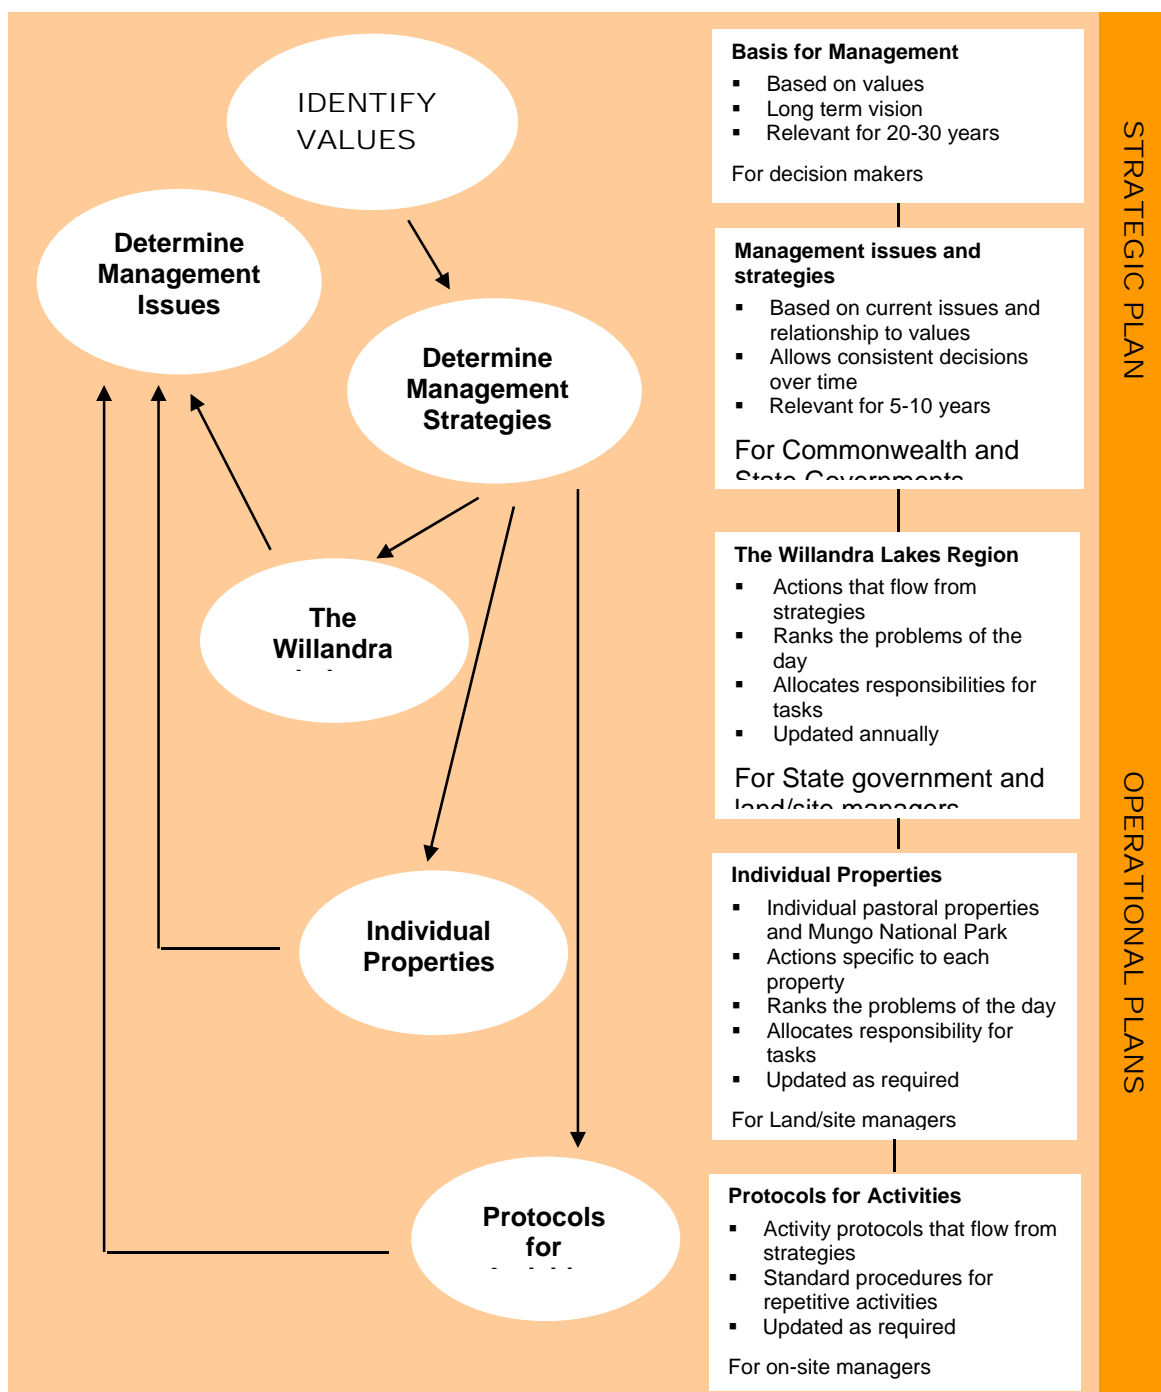 IDENTIFY
VALUES
Determine
Management
Issues
Determine
Management
Strategies
The
Willandra
Individual
Properties
Protocols
for
Basis for Management
▪ Based on values
▪ Long term vision
▪ Relevant for 20-30 years
For decision makers
Management issues and
strategies
▪ Based on current issues and
relationship to values
▪ Allows consistent decisions
over time
▪ Relevant for 5-10 years
For Commonwealth and
State Governments
The Willandra Lakes Region
▪ Actions that flow from
strategies
▪ Ranks the problems of the
day
▪ Allocates responsibilities for
tasks
▪ Updated annually
For State government and
land/site managers
Individual Properties
▪ Individual pastoral properties
and Mungo National Park
▪ Actions specific to each
property
▪ Ranks the problems of the day
▪ Allocates responsibility for
tasks
▪ Updated as required
For Land/site managers
Protocols for Activities
▪ Activity protocols that flow from
strategies
▪ Standard procedures for
repetitive activities
▪ Updated as required
For on-site managers
STRATEGIC PLAN
OPERATIONAL PLANS